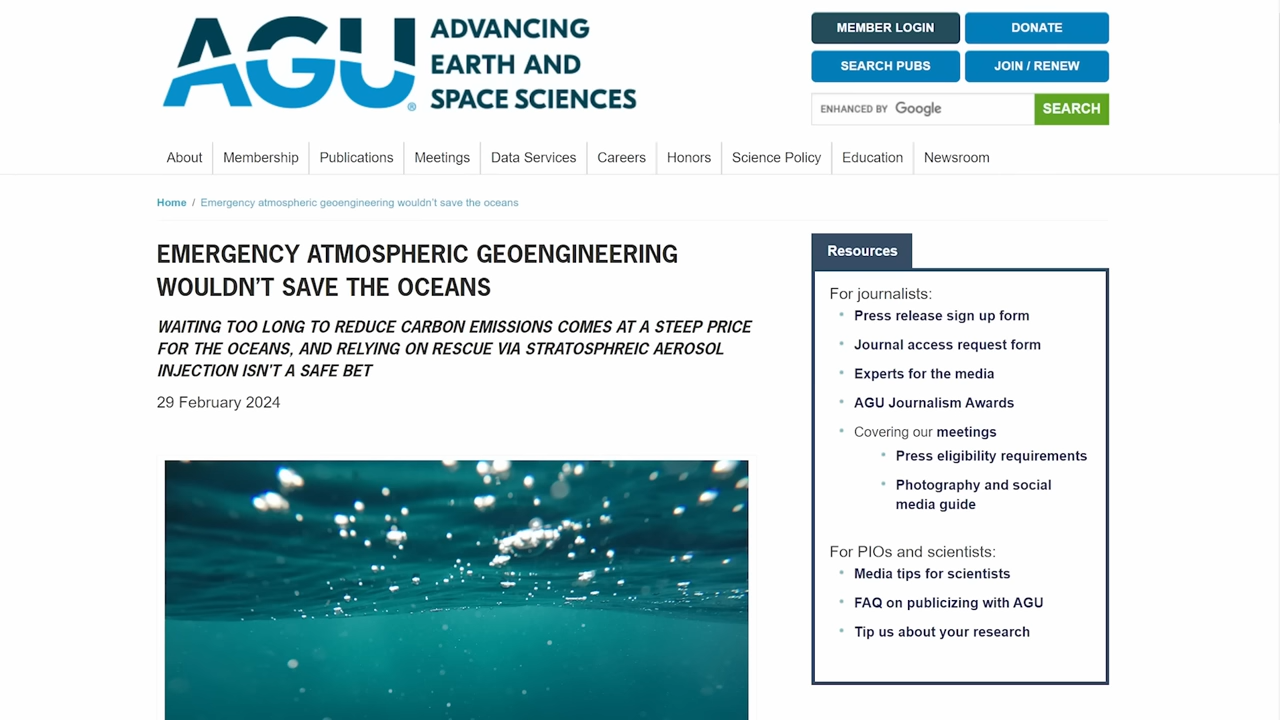 AGU
®
ADVANCING
EARTH AND
SPACE SCIENCES
MEMBER LOGIN
DONATE
SEARCH PUBS
JOIN / RENEW
ENHANCED BY Google
SEARCH
About
Membership
Publications
Meetings
Data Services
Careers
Honors
Science Policy
Education
Newsroom
Home / Emergency atmospheric geoengineering wouldn't save the oceans
EMERGENCY ATMOSPHERIC GEOENGINEERING
WOULDN'T SAVE THE OCEANS
WAITING TOO LONG TO REDUCE CARBON EMISSIONS COMES AT A STEEP PRICE
FOR THE OCEANS, AND RELYING ON RESCUE VIA STRATOSPHREIC AEROSOL
INJECTION ISN'T A SAFE BET
29 February 2024
Resources
For journalists:
Press release sign up form
Journal access request form
Experts for the media
AGU Journalism Awards
Covering our meetings
Press eligibility requirements
Photography and social
media guide
For PIOs and scientists:
Media tips for scientists
FAQ on publicizing with AGU
Tip us about your research